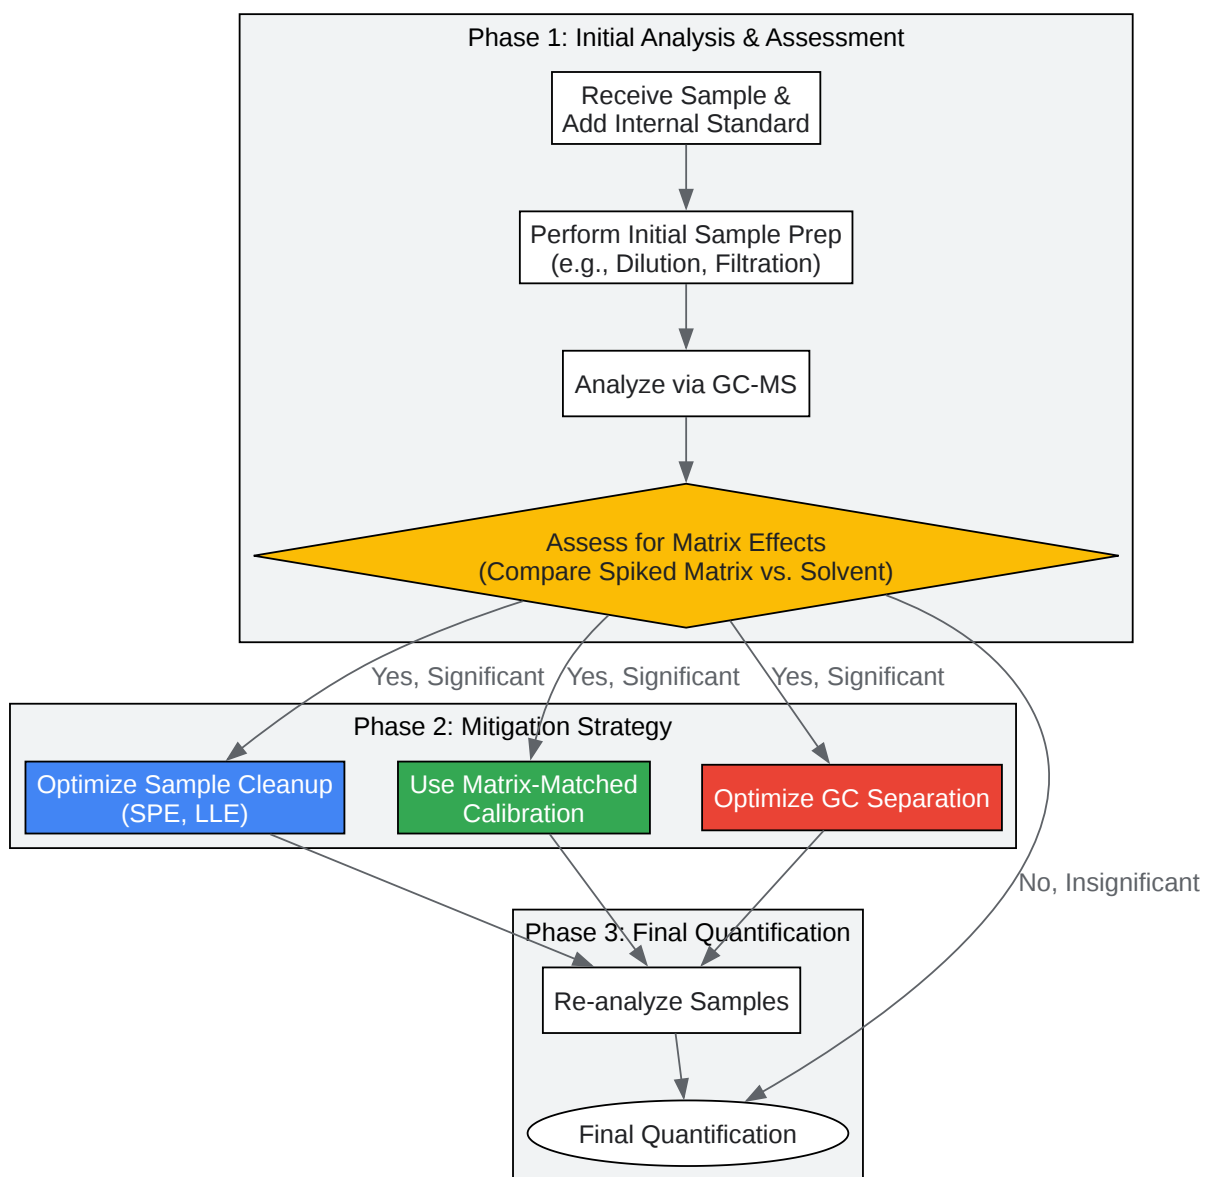 Phase 1: Initial Analysis & Assessment
Receive Sample &
Add Internal Standard
Perform Initial Sample Prep
(e.g., Dilution, Filtration)
Analyze via GC-MS
Assess for Matrix Effects
(Compare Spiked Matrix vs. Solvent)
Yes, Significant
Yes, Significant
Yes, Significant
Phase 2: Mitigation Strategy
Optimize Sample Cleanup
(SPE, LLE)
Use Matrix-Matched
Calibration
Optimize GC Separation
No, Insignificant
Phase 3: Final Quantification
Re-analyze Samples
Final Quantification